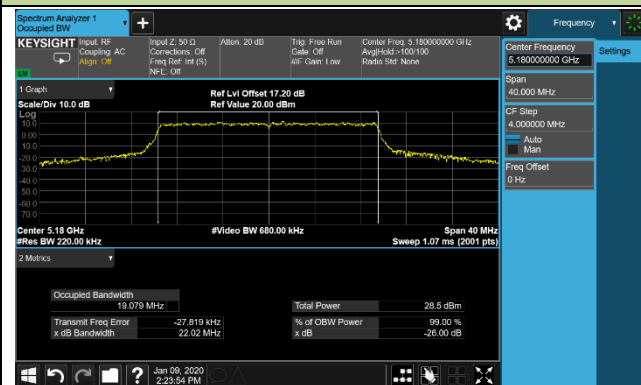 Spectrum Analyzer 1
Occupied BW
Frequency
KEYSIGHT
Input: RF
Coupling: AC
Align: Off
Input Z: 50 Ω
Corrections: Off
Freq Ref: Int (S)
NFE: Off
Atten: 20 dB
Trig: Free Run
Gate: Off
#IF Gain: Low
Center Freq: 5.180000000 GHz
Avg|Hold:>100/100
Radio Std: None
LXI
Center Frequency
5.180000000 GHz
Settings
Span
40.000 MHz
CF Step
4.000000 MHz
Auto
Man
Freq Offset
0 Hz
1 Graph
Scale/Div 10.0 dB
Ref Lvl Offset 17.20 dB
Ref Value 20.00 dBm
Log
10.0
0.00
-10.0
-20.0
-30.0
-40.0
-50.0
-60.0
-70.0
Center 5.18 GHz
#Video BW 680.00 kHz
Span 40 MHz
#Res BW 220.00 kHz
Sweep 1.07 ms (2001 pts)
2 Metrics
Occupied Bandwidth
19.079 MHz
Total Power
28.5 dBm
Transmit Freq Error
-27.819 kHz
% of OBW Power
99.00 %
x dB Bandwidth
22.02 MHz
x dB
-26.00 dB
Jan 09, 2020
2:23:54 PM